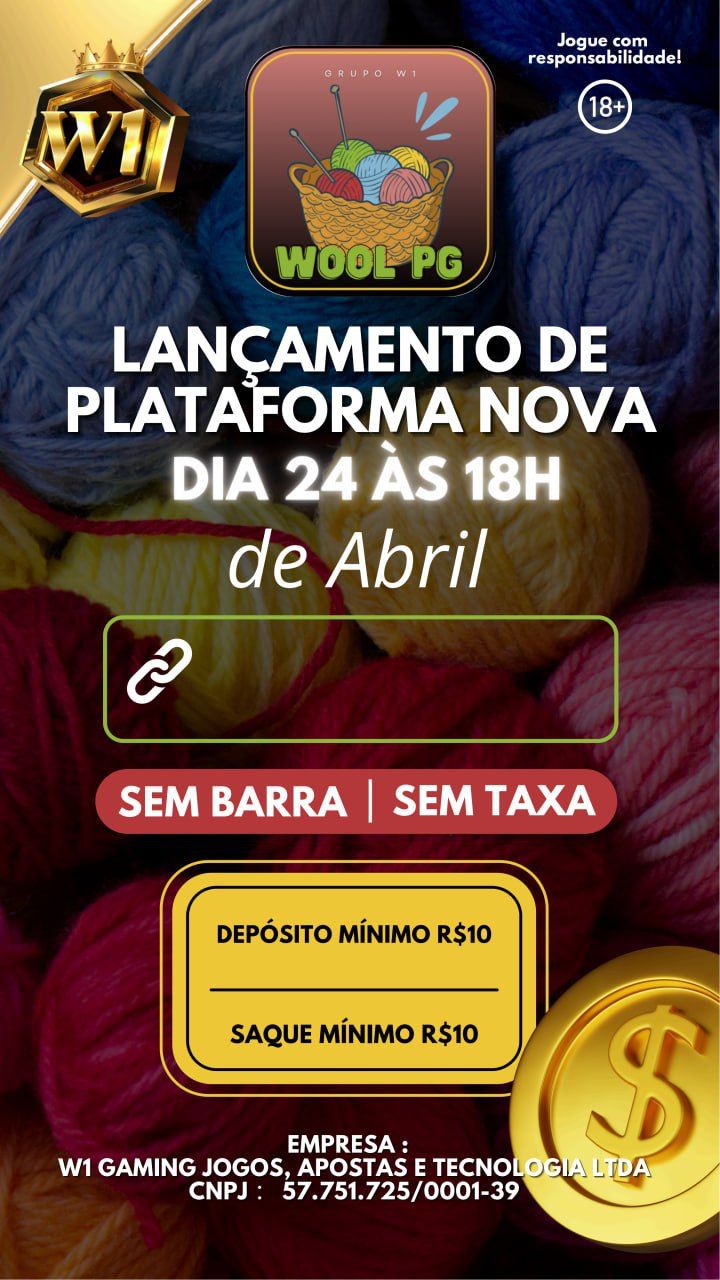 W1
GRUPO W1
WOOL PG
Jogue com
responsabilidade!
18+
LANÇAMENTO DE
PLATAFORMA NOVA
DIA 24 ÀS 18H
de Abril
SEM BARRA | SEM TAXA
DEPÓSITO MÍNIMO R$10
SAQUE MÍNIMO R$10
$
EMPRESA :
W1 GAMING JOGOS, APOSTAS E TECNOLOGIA LTDA
CNPJ : 57.751.725/0001-39